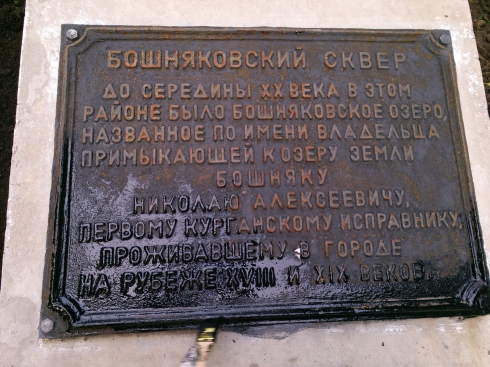 БОШНЯКОВСКИЙ СКВЕР
ДО СЕРЕДИНЫ XX ВЕКА В ЭТОМ
РАЙОНЕ БЫЛО БОШНЯКОВСКОЕ ОЗЕРО,
НАЗВАННОЕ ПО ИМЕНИ ВЛАДЕЛЬЦА
ПРИМЫКАЮЩЕЙ К ОЗЕРУ ЗЕМЛИ
БОШНЯКУ
НИКОЛАЮ АЛЕКСЕЕВИЧУ,
ПЕРВОМУ КУРГАНСКОМУ ИСПРАВНИКУ,
ПРОЖИВАВШЕМУ В ГОРОДЕ
НА РУБЕЖЕ XVIII И XIX ВЕКОВ.